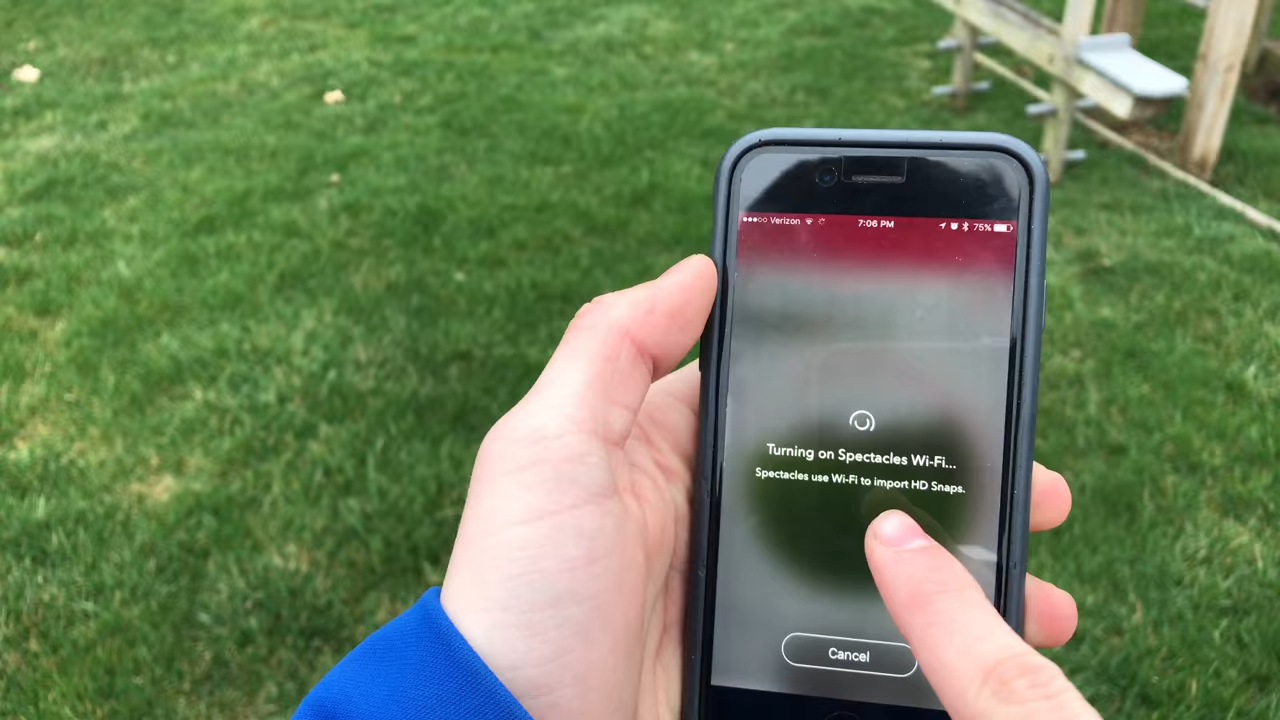 Verizon 7:06 PM 75%
Turning on Spectacles Wi-Fi...
Spectacles use Wi-Fi to import HD Snaps.
Cancel